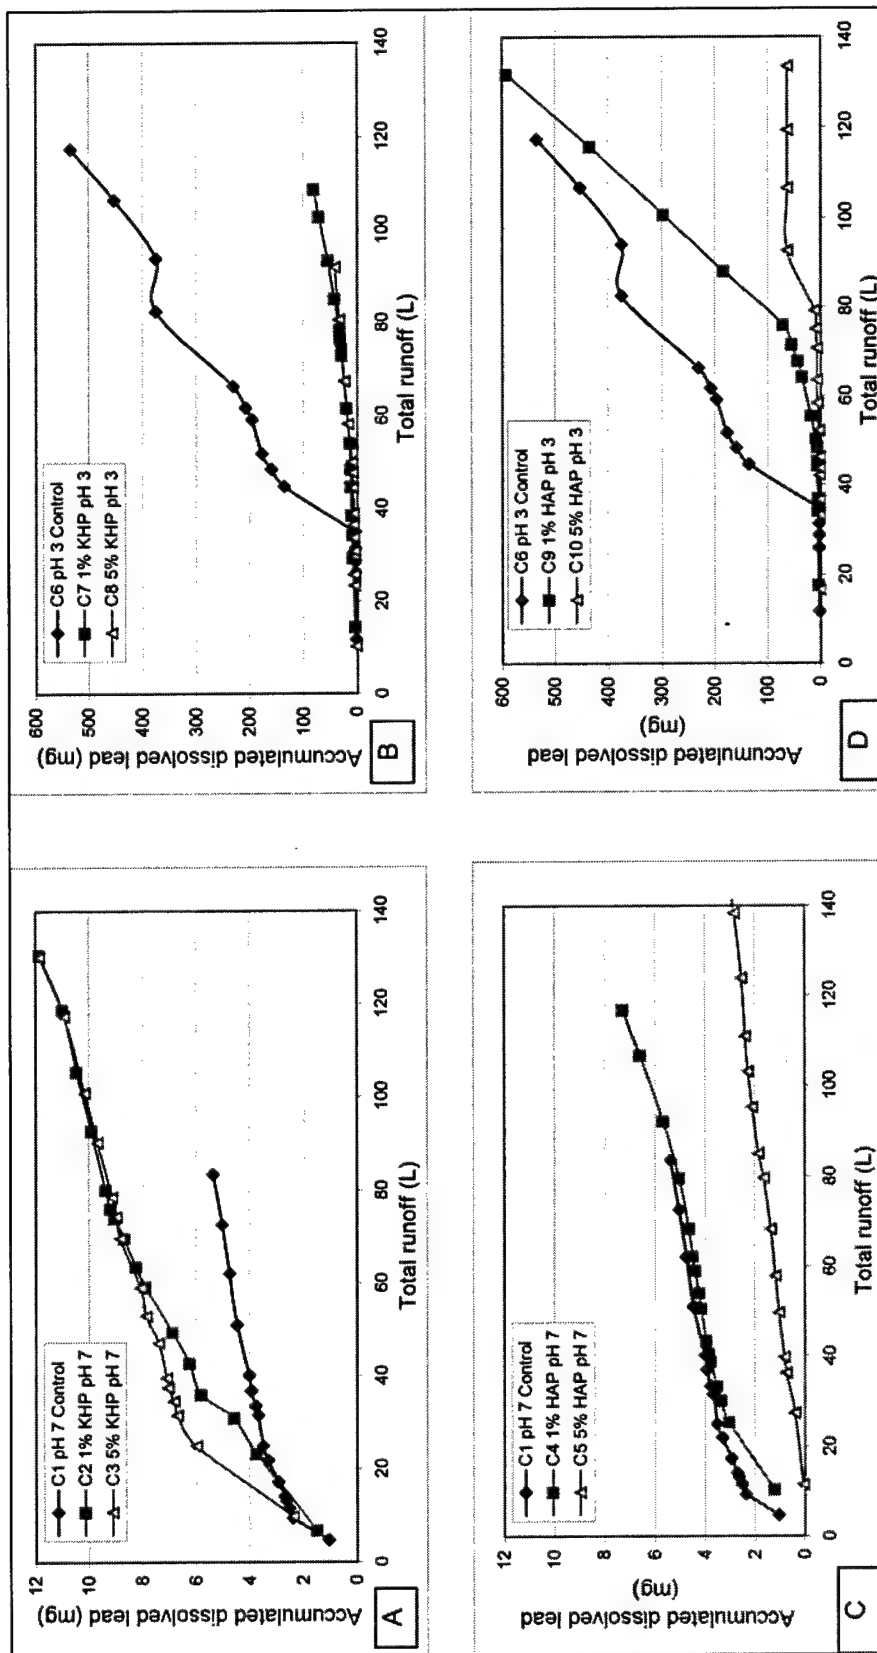 A
Accumulated dissolved lead (mg)
12
10
8
6
4
2
0
C1 pH 7 Control
C2 1% KHP pH 7
C3 5% KHP pH 7
0
20
40
60
80
100
120
140
Total runoff (L)
B
Accumulated dissolved lead (mg)
600
500
400
300
200
100
0
C6 pH 3 Control
C7 1% KHP pH 3
C8 5% KHP pH 3
0
20
40
60
80
100
120
140
Total runoff (L)
C
Accumulated dissolved lead
(mg)
12
10
8
6
4
2
0
C1 pH 7 Control
C4 1% HAP pH 7
C5 5% HAP pH 7
0
20
40
60
80
100
120
140
Total runoff (L)
D
Accumulated dissolved lead
(mg)
600
500
400
300
200
100
0
C6 pH 3 Control
C9 1% HAP pH 3
C10 5% HAP pH 3
0
20
40
60
80
100
120
140
Total runoff (L)